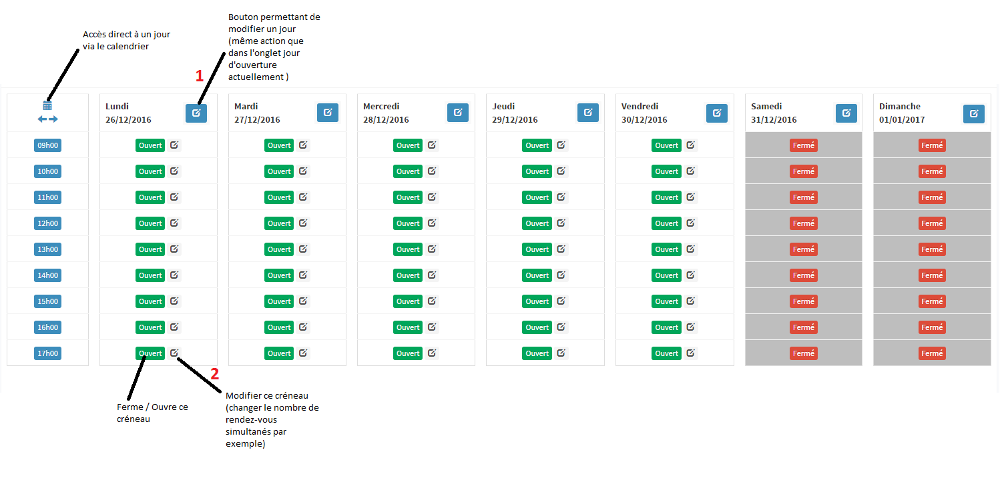 Accès direct à un jour
via le calendrier
Bouton permettant de
modifier un jour
(même action que
dans l'onglet jour
d'ouverture
actuellement )
1
Lundi
26/12/2016
Mardi
27/12/2016
Mercredi
28/12/2016
Jeudi
29/12/2016
Vendredi
30/12/2016
Samedi
31/12/2016
Dimanche
01/01/2017
09h00 Ouvert Ouvert Ouvert Ouvert Ouvert Fermé Fermé
10h00 Ouvert Ouvert Ouvert Ouvert Ouvert Fermé Fermé
11h00 Ouvert Ouvert Ouvert Ouvert Ouvert Fermé Fermé
12h00 Ouvert Ouvert Ouvert Ouvert Ouvert Fermé Fermé
13h00 Ouvert Ouvert Ouvert Ouvert Ouvert Fermé Fermé
14h00 Ouvert Ouvert Ouvert Ouvert Ouvert Fermé Fermé
15h00 Ouvert Ouvert Ouvert Ouvert Ouvert Fermé Fermé
16h00 Ouvert Ouvert Ouvert Ouvert Ouvert Fermé Fermé
17h00 Ouvert Ouvert Ouvert Ouvert Ouvert Fermé Fermé
2
Ferme / Ouvre ce
créneau
Modifier ce créneau
(changer le nombre de
rendez-vous
simultanés par
exemple)